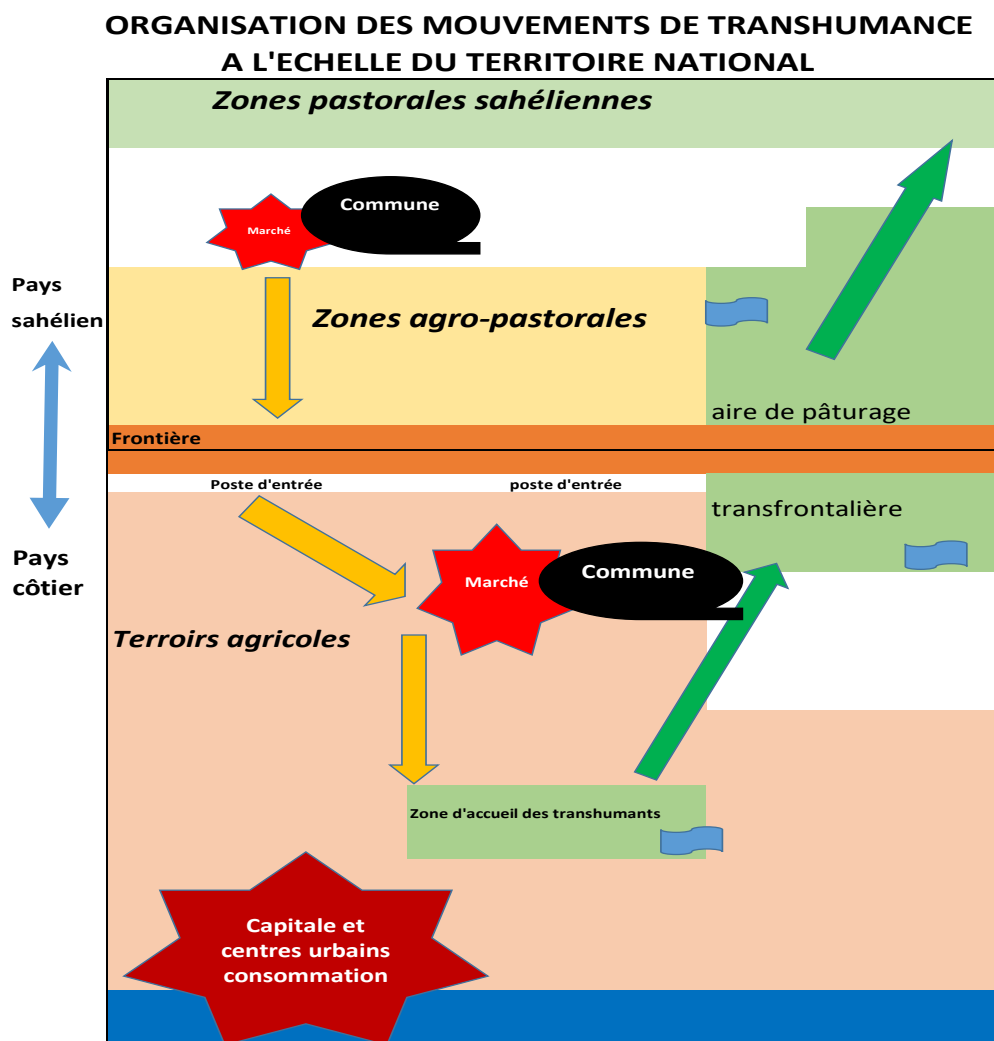 ORGANISATION DES MOUVEMENTS DE TRANSHUMANCE
A L'ECHELLE DU TERRITOIRE NATIONAL
Zones pastorales sahéliennes
Commune
Marché
Pays
sahélien
Zones agro-pastorales
aire de pâturage
Frontière
Poste d'entrée
poste d'entrée
transfrontalière
Pays
côtier
Marché
Commune
Terroirs agricoles
Zone d'accueil des transhumants
Capitale et
centres urbains
consommation